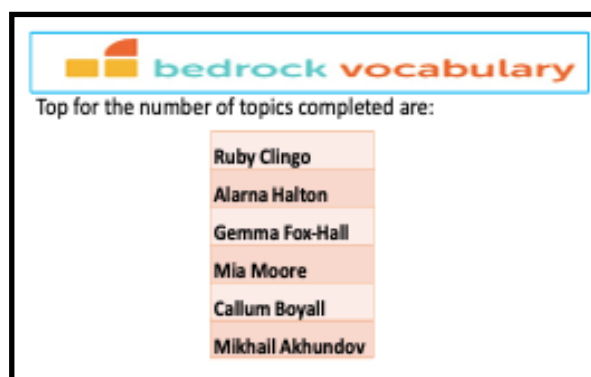 bedrock vocabulary
Top for the number of topics completed are:
Ruby Clingo
Alarna Halton
Gemma Fox-Hall
Mia Moore
Callum Boyall
Mikhail Akhundov